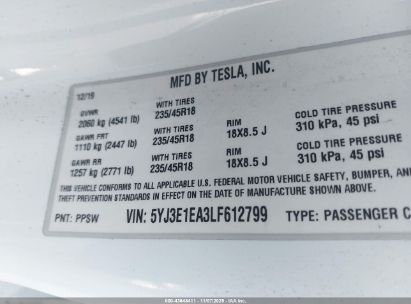 MFD BY TESLA, INC.
12/19
GVWR
2060 kg (4541 lb)
WITH TIRES
235/45R18
GAWR FRT
1110 kg (2447 lb)
WITH TIRES
235/45R18
RIM
18X8.5 J
COLD TIRE PRESSURE
310 kPa, 45 psi
GAWR RR
1257 kg (2771 lb)
WITH TIRES
235/45R18
RIM
18X8.5 J
COLD TIRE PRESSURE
310 kPa, 45 psi
THIS VEHICLE CONFORMS TO ALL APPLICABLE U.S. FEDERAL MOTOR VEHICLE SAFETY, BUMPER, AN
THEFT PREVENTION STANDARDS IN EFFECT ON THE DATE OF MANUFACTURE SHOWN ABOVE.
PNT: PPSW VIN: 5YJ3E1EA3LF612799 TYPE: PASSENGER C